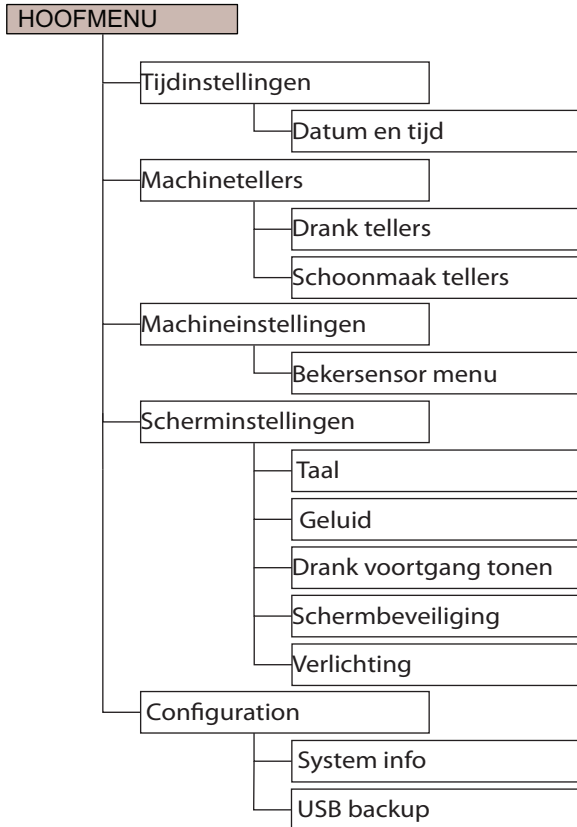 HOOFMENU
Tijdinstellingen
Datum en tijd
Machinetellers
Drank tellers
Schoonmaak tellers
Machineinstellingen
Bekersensor menu
Scherminstellingen
Taal
Geluid
Drank voortgang tonen
Schermbeveiliging
Verlichting
Configuration
System info
USB backup